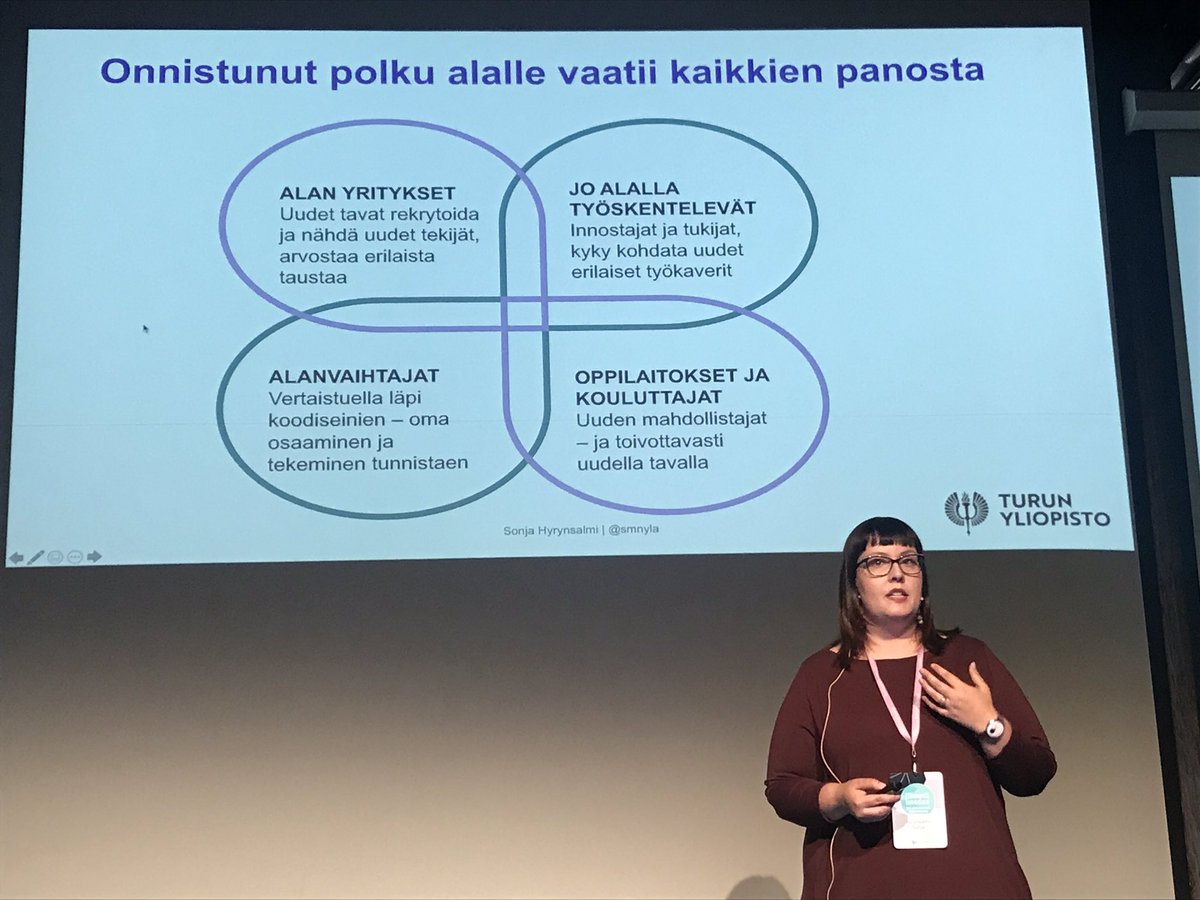 Onnistunut polku alalle vaatii kaikkien panosta
ALAN YRITYKSET
Uudet tavat rekrytoida
ja nähdä uudet tekijät,
arvostaa erilaista
taustaa
JO ALALLA
TYÖSKENTELEVÄT
Innostajat ja tukijat,
kyky kohdata uudet
erilaiset työkaverit
ALANVAIHTAJAT
Vertaistuella läpi
koodiseinien – oma
osaaminen ja
tekeminen tunnistaen
OPPILAITOKSET JA
KOULUTTAJAT
Uuden mahdollistajat
– ja toivottavasti
uudella tavalla
Sonja Hyrynsalmi | @smnyla
TURUN
YLIOPISTO